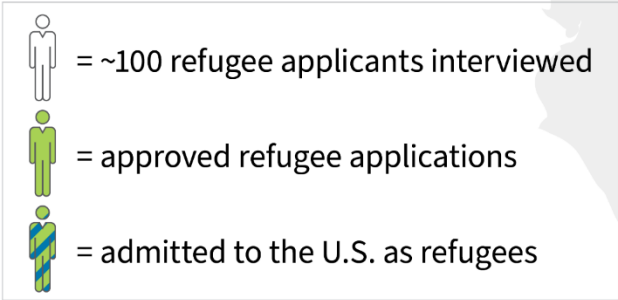 = ~100 refugee applicants interviewed
= approved refugee applications
= admitted to the U.S. as refugees